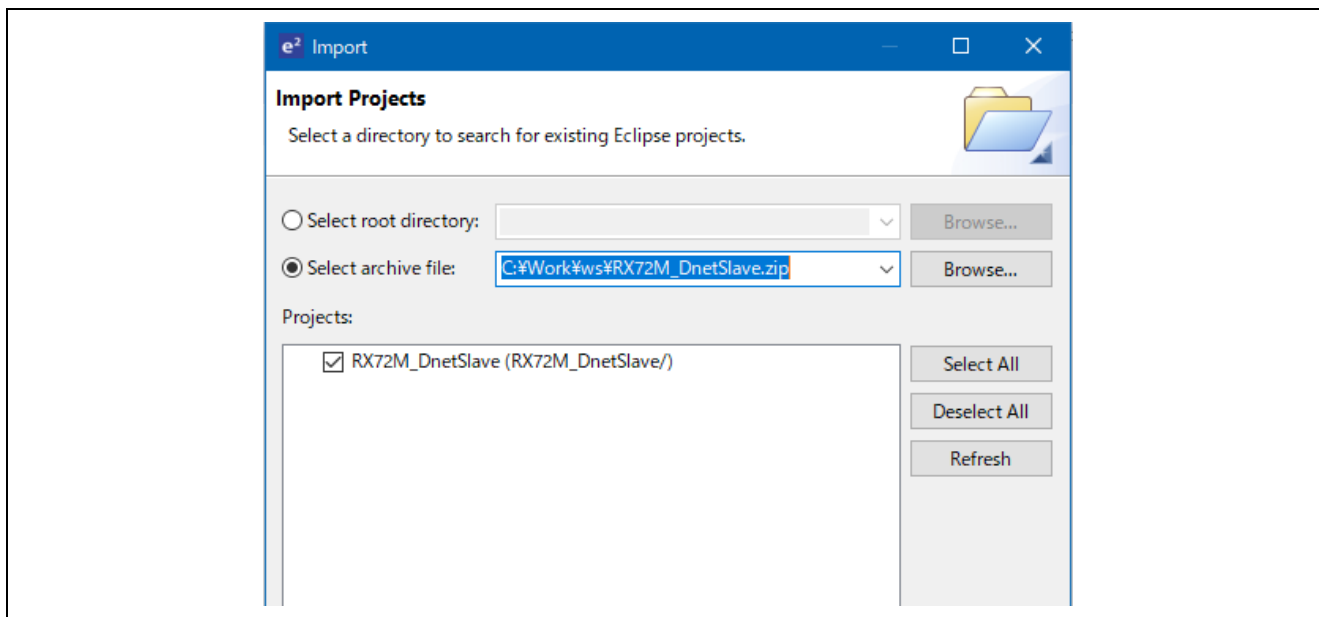 e² Import
Import Projects
Select a directory to search for existing Eclipse projects.
Select root directory: Browse...
Select archive file: C:¥Work¥ws¥RX72M_DnetSlave.zip Browse...
Projects:
RX72M_DnetSlave (RX72M_DnetSlave/)
Select All
Deselect All
Refresh